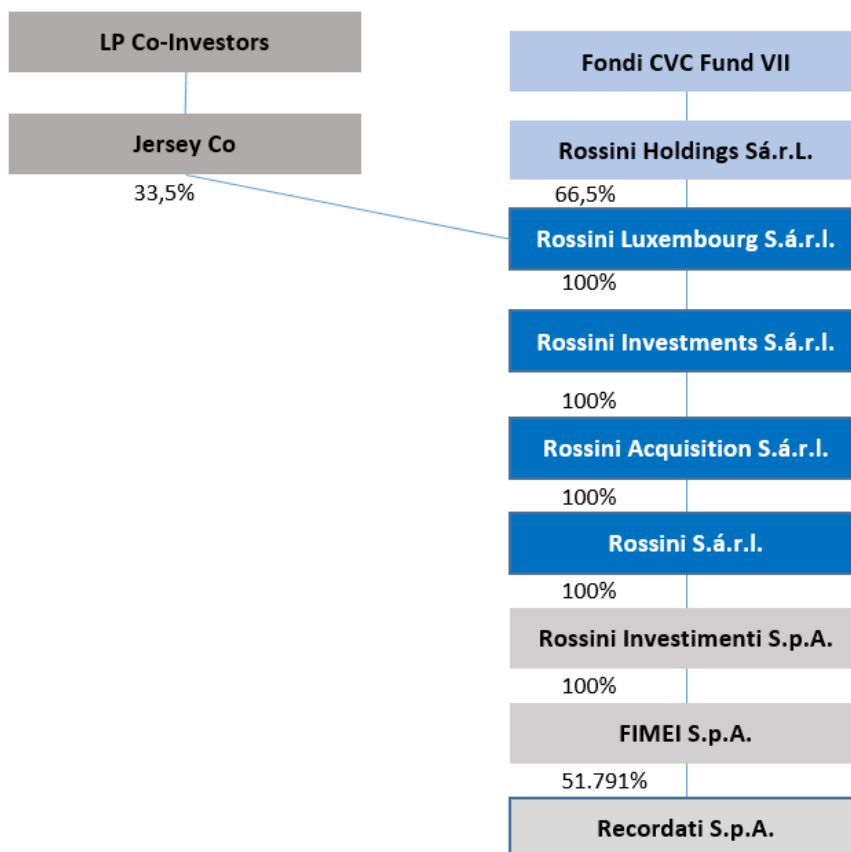 LP Co-Investors
Fondi CVC Fund VII
Jersey Co
Rossini Holdings Sá.r.L.
33,5%
66,5%
Rossini Luxembourg S.á.r.l.
100%
Rossini Investments S.á.r.l.
100%
Rossini Acquisition S.á.r.l.
100%
Rossini S.á.r.l.
100%
Rossini Investimenti S.p.A.
100%
FIMEI S.p.A.
51.791%
Recordati S.p.A.